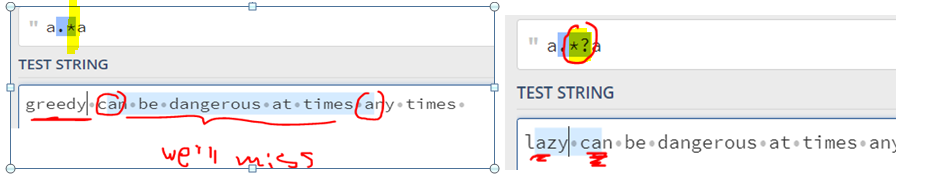 " a.*a
TEST STRING
greedy can be dangerous at times any times
we'll miss
" a.*?a
TEST STRING
lazy can be dangerous at times any